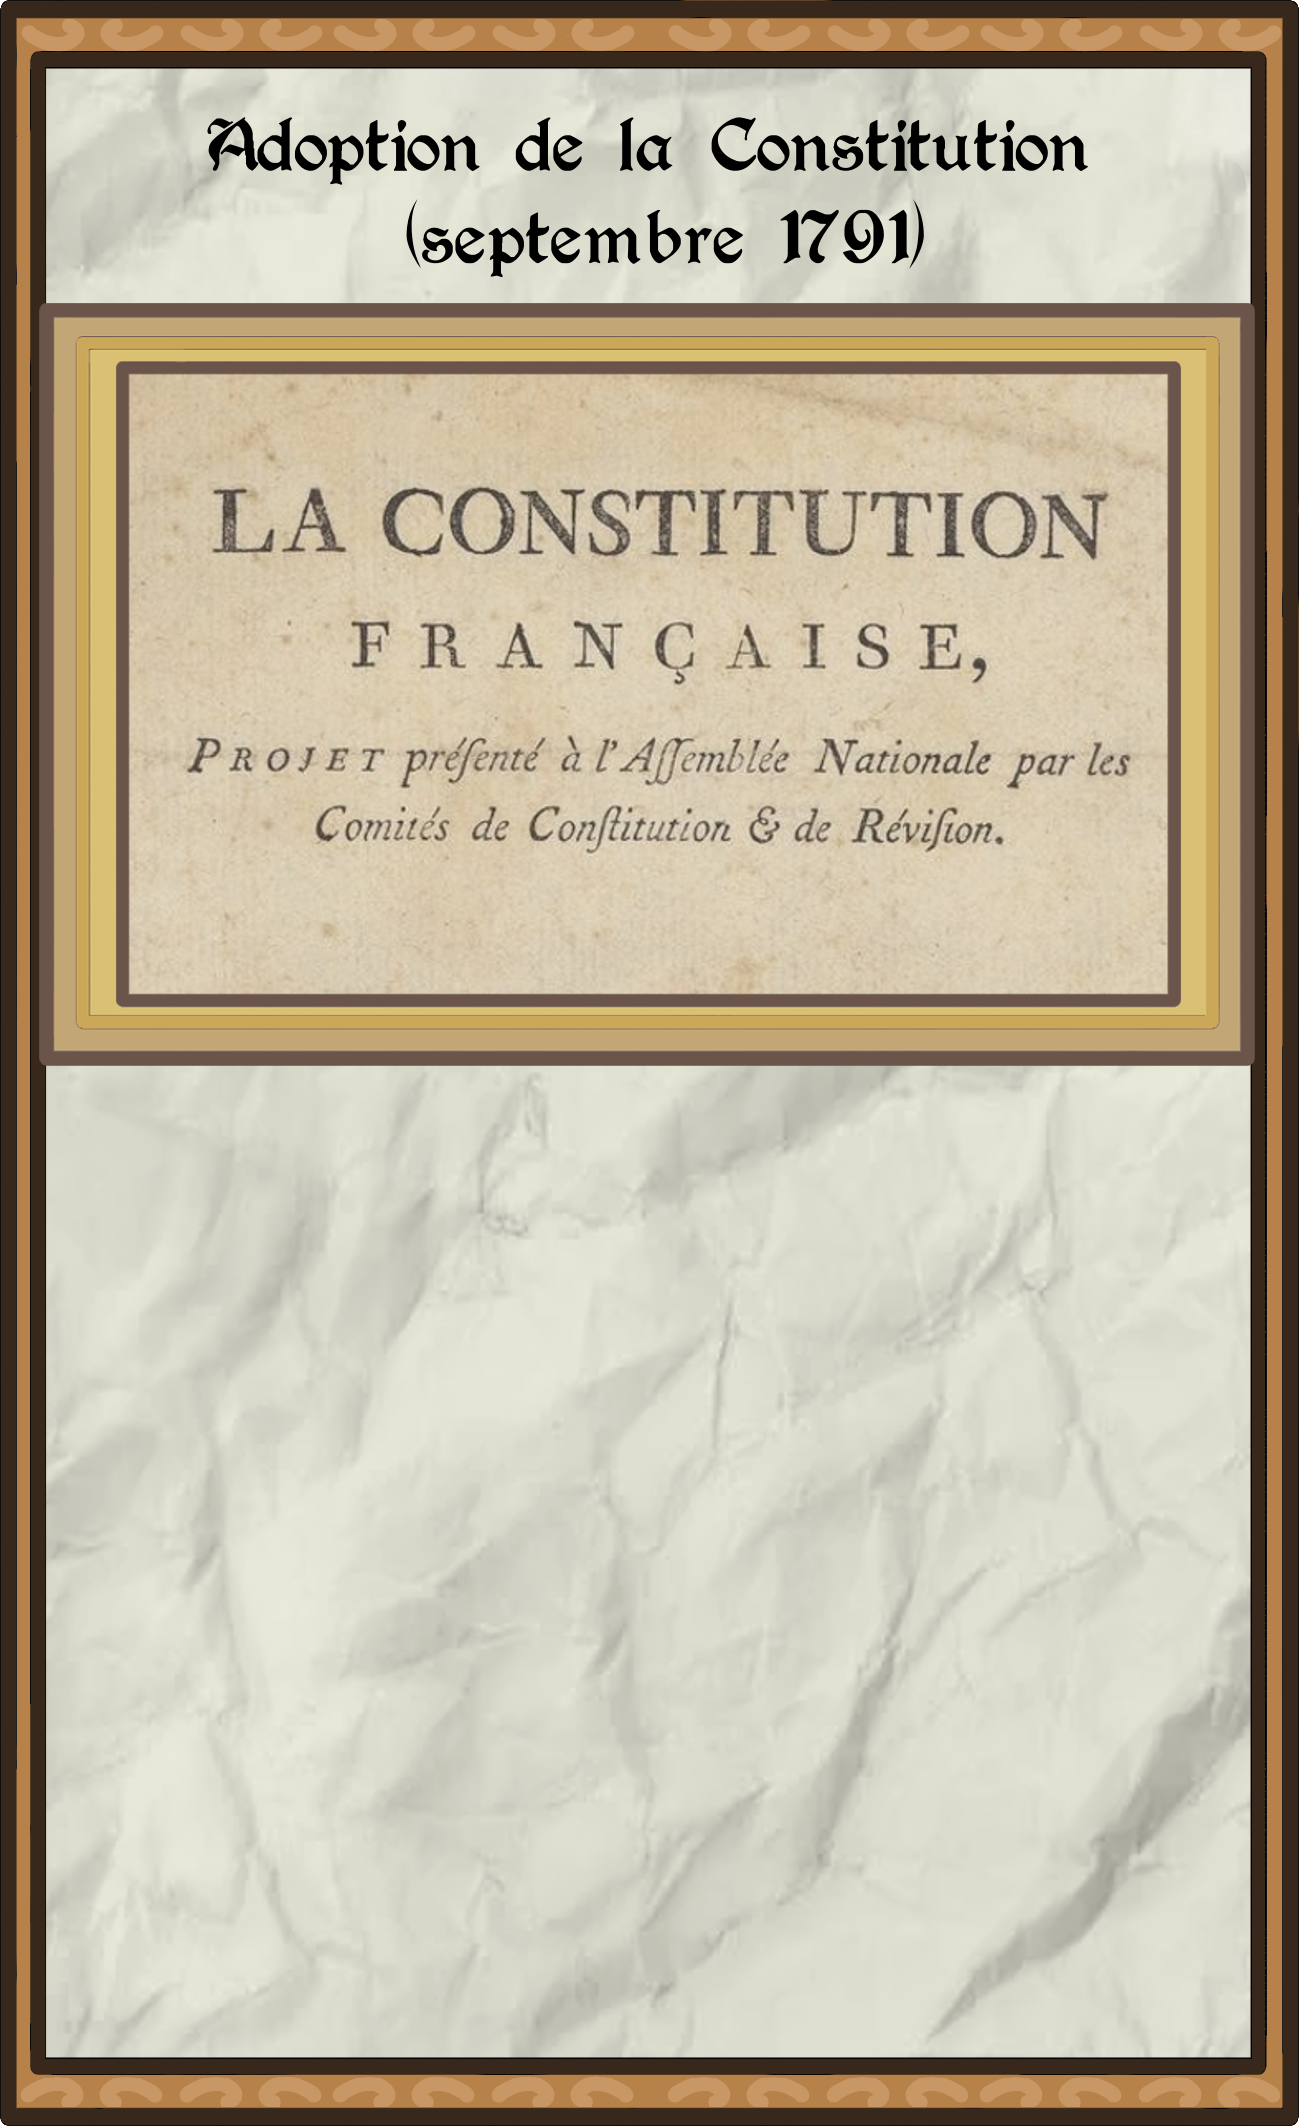 Adoption de la Constitution
(septembre 1791)
LA CONSTITUTION
FRANÇAISE,
PROJET préſenté à l'Aſſemblée Nationale par les
Comités de Conſtitution & de Réviſion.